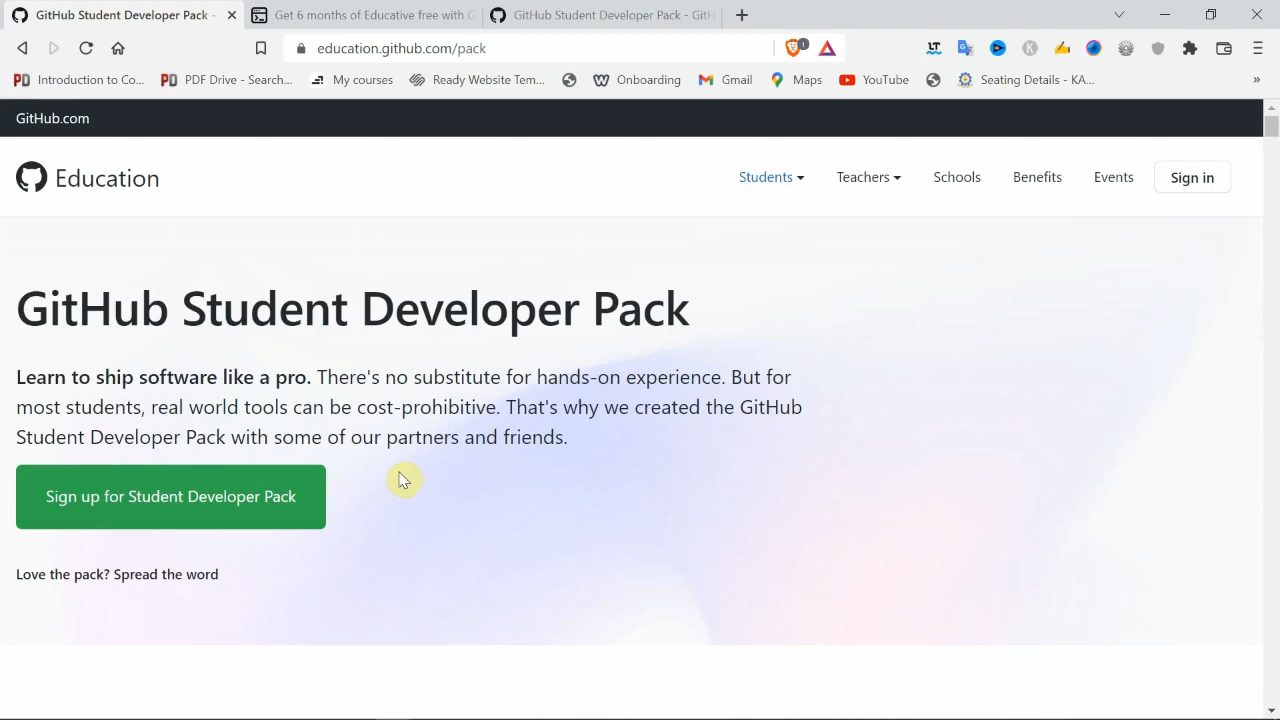 GitHub Student Developer Pack -
Get 6 months of Educative free with G
GitHub Student Developer Pack - GitH
education.github.com/pack
1
LT
K
PD Introduction to Co...
PD PDF Drive - Search...
My courses
Ready Website Tem...
W Onboarding
Gmail
Maps
YouTube
Seating Details - KA...
»
GitHub.com
Education
Students
Teachers
Schools
Benefits
Events
Sign in
GitHub Student Developer Pack
Learn to ship software like a pro. There's no substitute for hands-on experience. But for
most students, real world tools can be cost-prohibitive. That's why we created the GitHub
Student Developer Pack with some of our partners and friends.
Sign up for Student Developer Pack
Love the pack? Spread the word